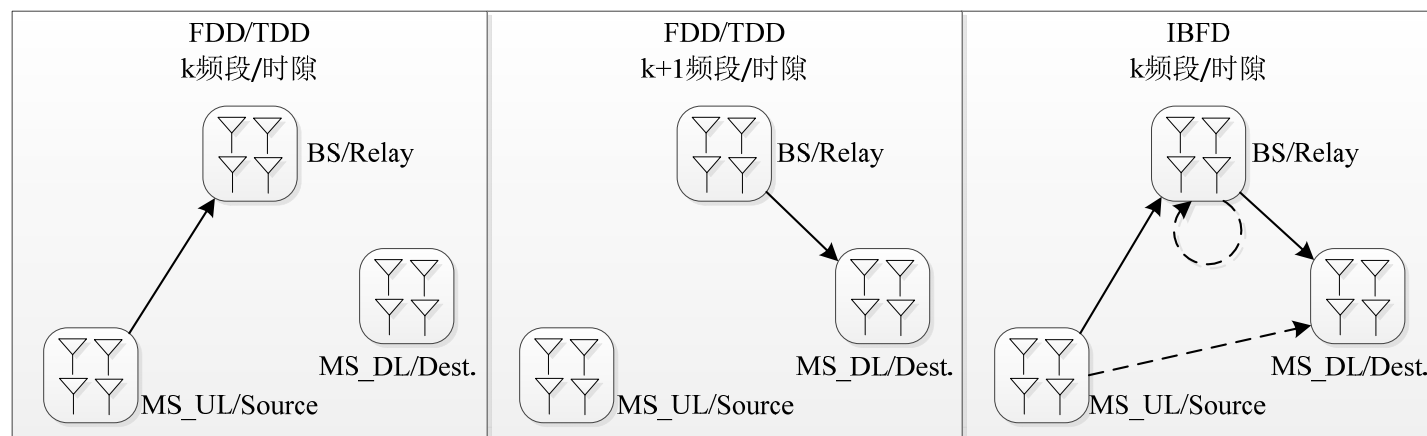 FDD/TDD
k频段/时隙
BS/Relay
MS_DL/Dest.
MS_UL/Source
FDD/TDD
k+1频段/时隙
BS/Relay
MS_DL/Dest.
MS_UL/Source
IBFD
k频段/时隙
BS/Relay
MS_DL/Dest.
MS_UL/Source